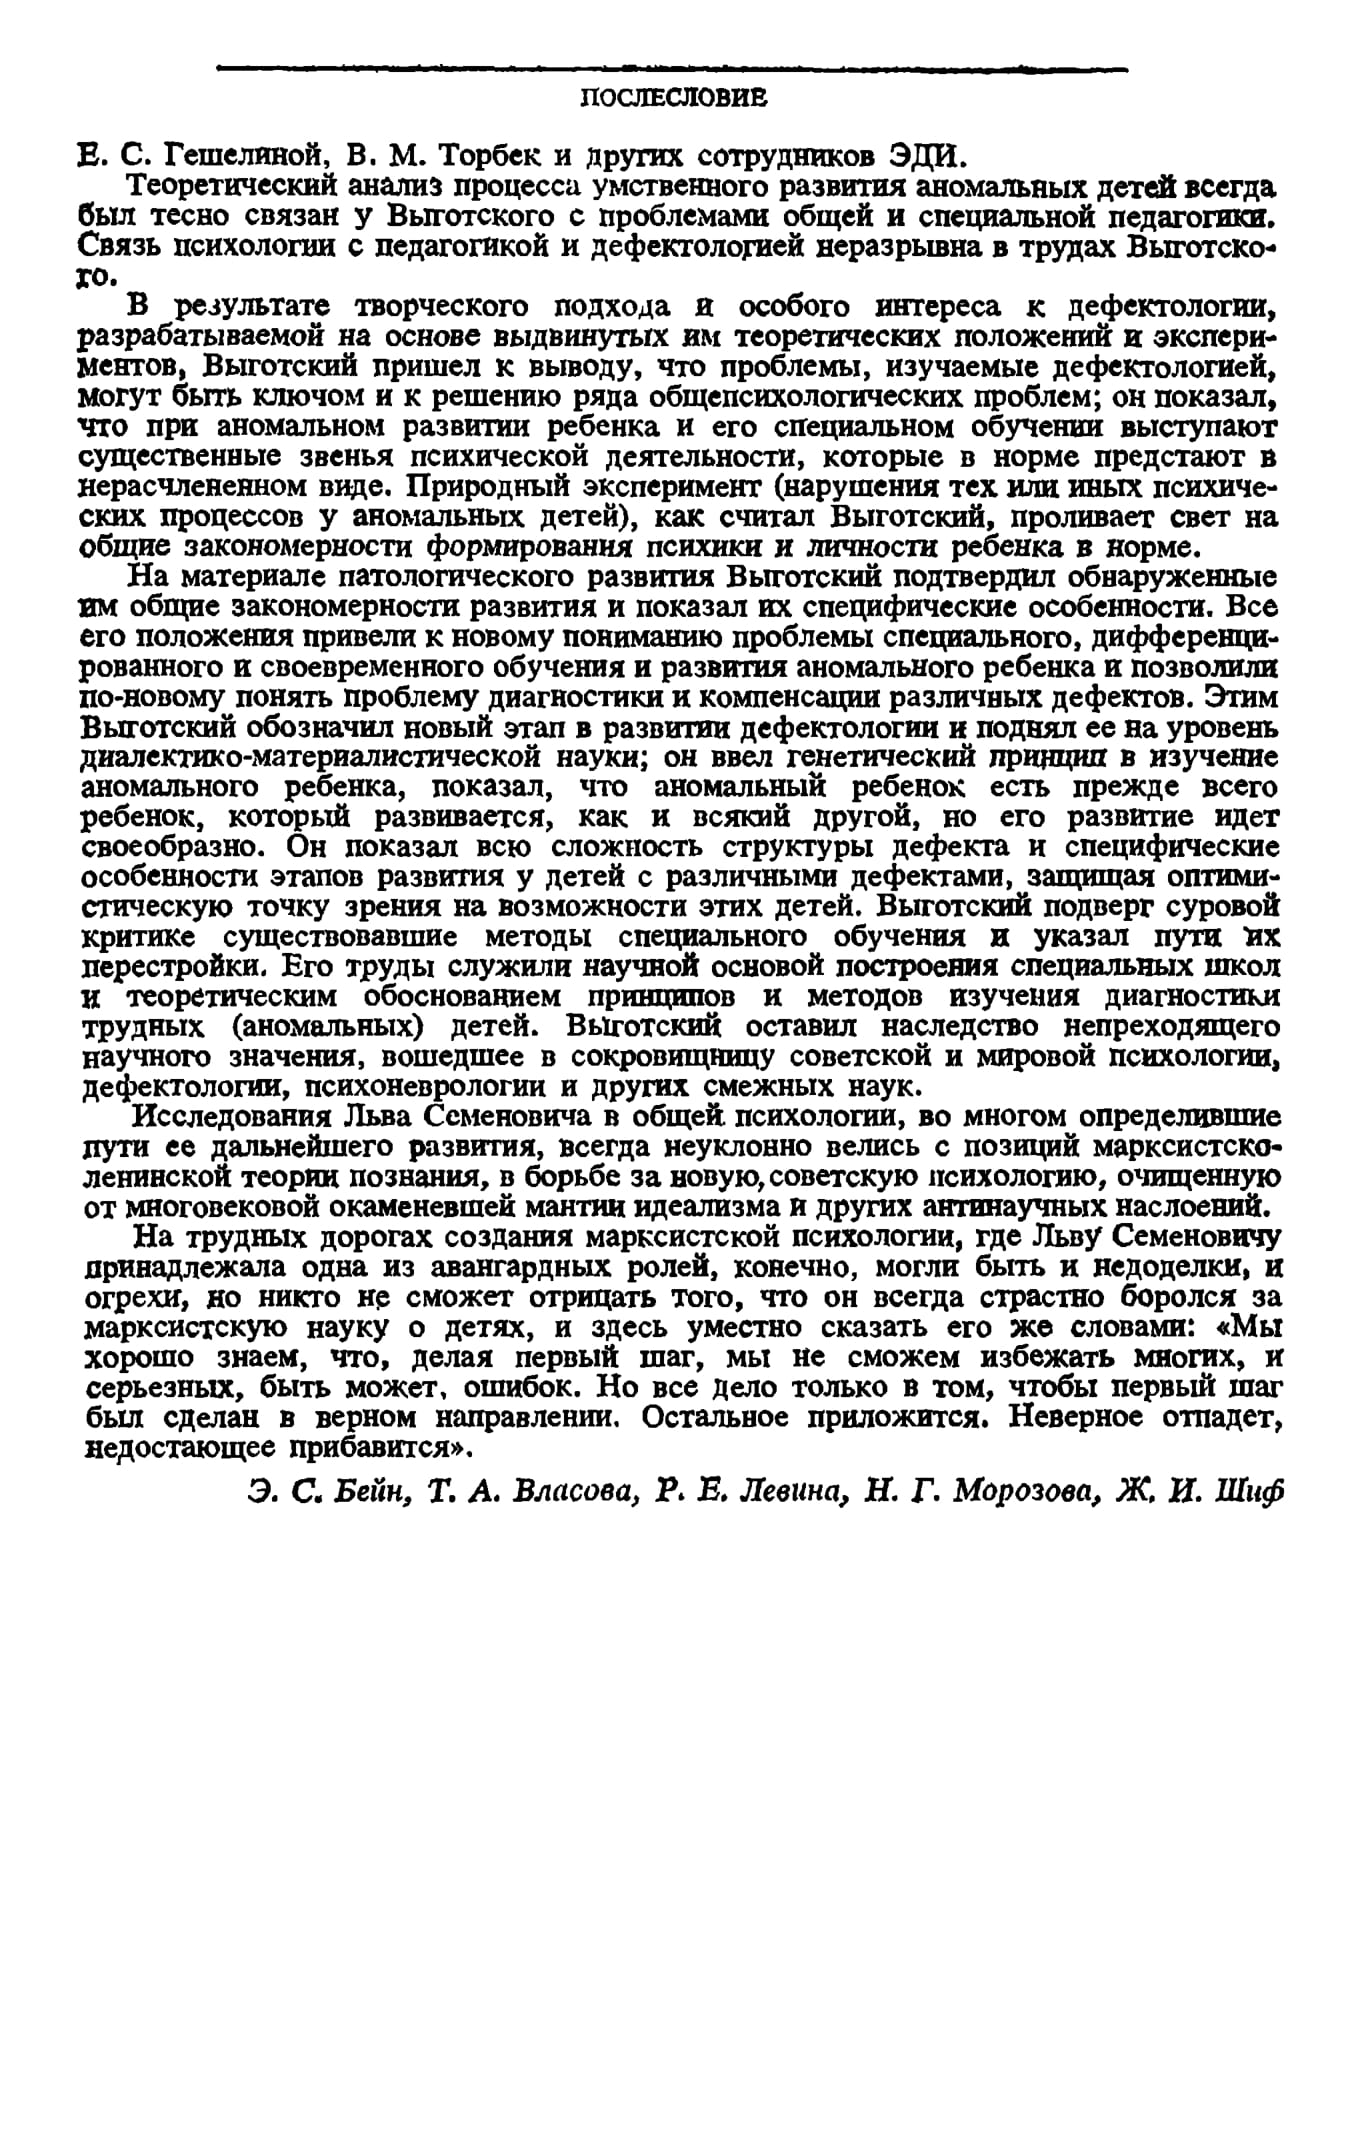 ПОСЛЕСЛОВИЕ
Е. С. Гешелиной, В. М. Торбек и других сотрудников ЭДИ.
Теоретический анализ процесса умственного развития аномальных детей всегда
был тесно связан у Выготского с проблемами общей и специальной педагогики.
Связь психологии с педагогикой и дефектологией неразрывна в трудах Выготско-
го.
В результате творческого подхода и особого интереса к дефектологии,
разрабатываемой на основе выдвинутых им теоретических положений и экспери-
ментов, Выготский пришел к выводу, что проблемы, изучаемые дефектологией,
могут быть ключом и к решению ряда общепсихологических проблем; он показал,
что при аномальном развитии ребенка и его специальном обучении выступают
существенные звенья психической деятельности, которые в норме предстают в
нерасчлененном виде. Природный эксперимент (нарушения тех или иных психиче-
ских процессов у аномальных детей), как считал Выготский, проливает свет на
общие закономерности формирования психики и личности ребенка в норме.
На материале патологического развития Выготский подтвердил обнаруженные
им общие закономерности развития и показал их специфические особенности. Все
его положения привели к новому пониманию проблемы специального, дифференци-
рованного и своевременного обучения и развития аномального ребенка и позволили
по-новому понять проблему диагностики и компенсации различных дефектов. Этим
Выготский обозначил новый этап в развитии дефектологии и поднял ее на уровень
диалектико-материалистической науки; он ввел генетический принцип в изучение
аномального ребенка, показал, что аномальный ребенок есть прежде всего
ребенок, который развивается, как и всякий другой, но его развитие идет
своеобразно. Он показал всю сложность структуры дефекта и специфические
особенности этапов развития у детей с различными дефектами, защищая оптими-
стическую точку зрения на возможности этих детей. Выготский подверг суровой
критике существовавшие методы специального обучения и указал пути их
перестройки. Его труды служили научной основой построения специальных школ
и теоретическим обоснованием принципов и методов изучения диагностики
трудных (аномальных) детей. Выготский оставил наследство непреходящего
научного значения, вошедшее в сокровищницу советской и мировой психологии,
дефектологии, психоневрологии и других смежных наук.
Исследования Льва Семеновича в общей психологии, во многом определившие
пути ее дальнейшего развития, всегда неуклонно велись с позиций марксистско-
ленинской теории познания, в борьбе за новую, советскую психологию, очищенную
от многовековой окаменевшей мантии идеализма и других антинаучных наслоений.
На трудных дорогах создания марксистской психологии, где Льву Семеновичу
принадлежала одна из авангардных ролей, конечно, могли быть и недоделки, и
огрехи, но никто не сможет отрицать того, что он всегда страстно боролся за
марксистскую науку о детях, и здесь уместно сказать его же словами: «Мы
хорошо знаем, что, делая первый шаг, мы не сможем избежать многих, и
серьезных, быть может, ошибок. Но все дело только в том, чтобы первый шаг
был сделан в верном направлении. Остальное приложится. Неверное отпадет,
недостающее прибавится».
Э. С. Бейн, Т. А. Власова, Р. Е. Левина, Н. Г. Морозова, Ж. И. Шиф